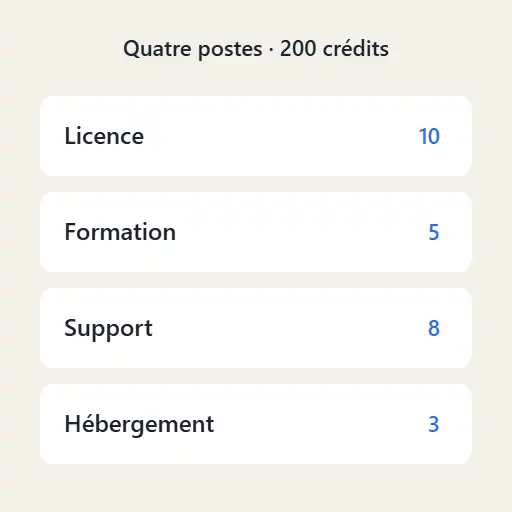 Quatre postes · 200 crédits
Licence 10
Formation 5
Support 8
Hébergement 3